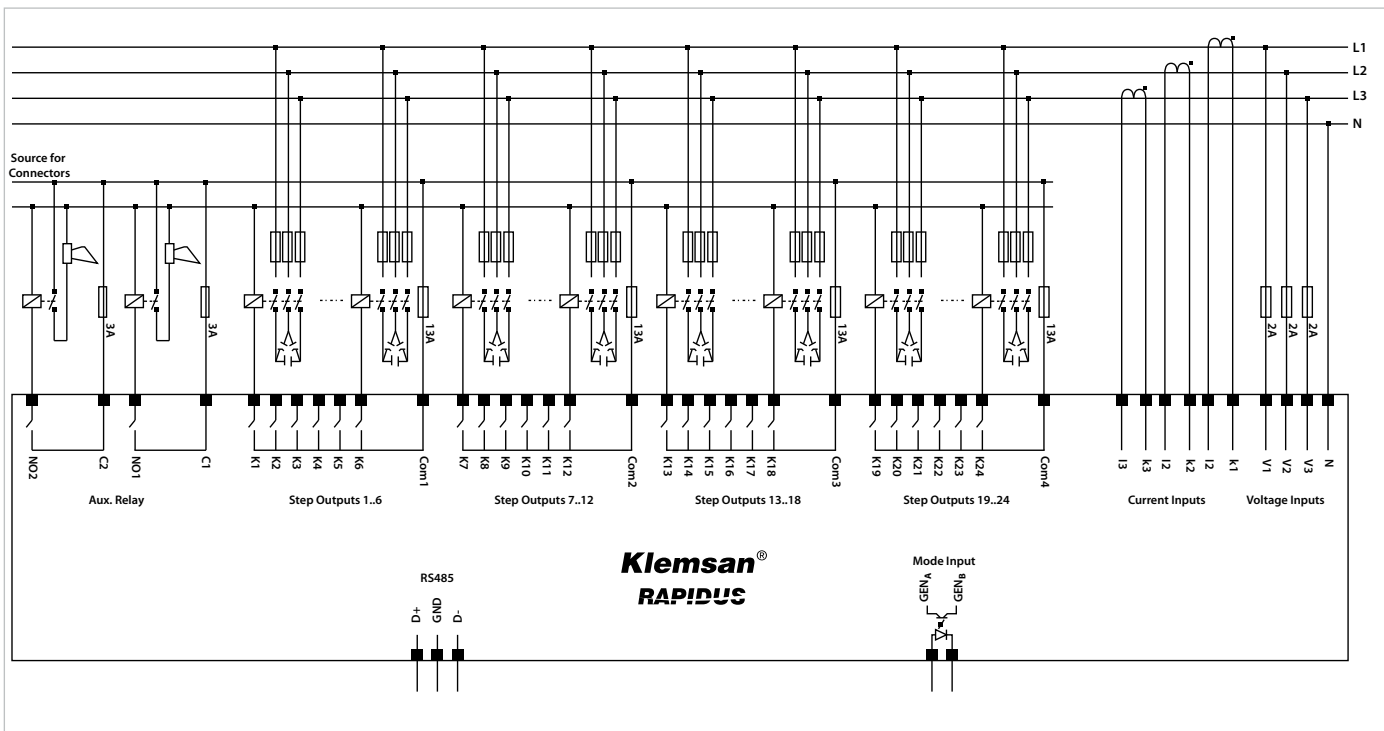 L1
L2
L3
N
Source for
Connectors
3A
3A
13A
13A
13A
13A
2A
2A
2A
NO2
C2
NO1
C1
K1
K2
K3
K4
K5
K6
Com1
K7
K8
K9
K10
K11
K12
Com2
K13
K14
K15
K16
K17
K18
Com3
K19
K20
K21
K22
K23
K24
Com4
l3
k3
l2
k2
l2
k1
V1
V2
V3
N
Aux. Relay
Step Outputs 1..6
Step Outputs 7..12
Step Outputs 13..18
Step Outputs 19..24
Current Inputs
Voltage Inputs
Klemsan®
RAPIDUS
RS485
D+
GND
D-
Mode Input
GENA
GENB